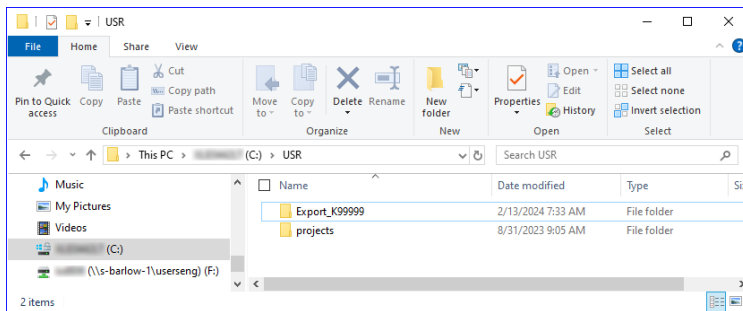 USR
File Home Share View
Pin to Quick access
Copy
Paste
Cut
Copy path
Paste shortcut
Clipboard
Move to
Copy to
Delete
Rename
Organize
New folder
New
Properties
Open
Edit
History
Open
Select all
Select none
Invert selection
Select
This PC > (C:) > USR
Search USR
Music
My Pictures
Videos
(C:)
(\\s-barlow-1\userseng) (F:)
Name Date modified Type Si
Export_K99999 2/13/2024 7:33 AM File folder
projects 8/31/2023 9:05 AM File folder
2 items